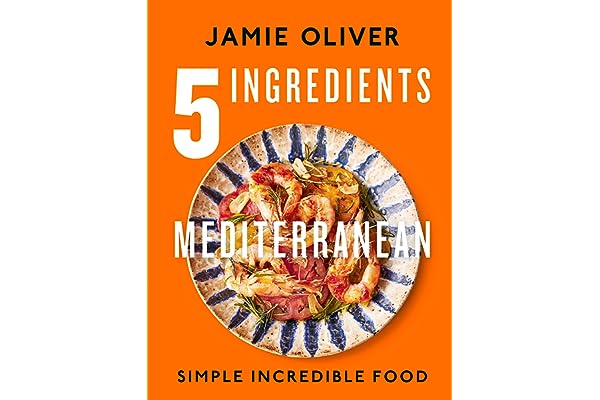 JAMIE OLIVER
5 INGREDIENTS
MEDITERRANEAN
SIMPLE INCREDIBLE FOOD